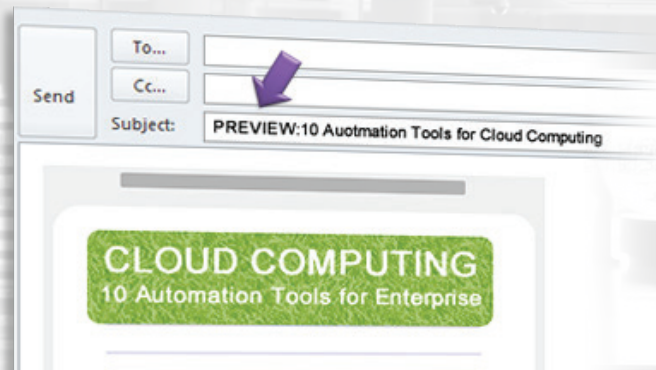 To...
Send
Cc...
Subject: PREVIEW:10 Auotmation Tools for Cloud Computing
CLOUD COMPUTING
10 Automation Tools for Enterprise